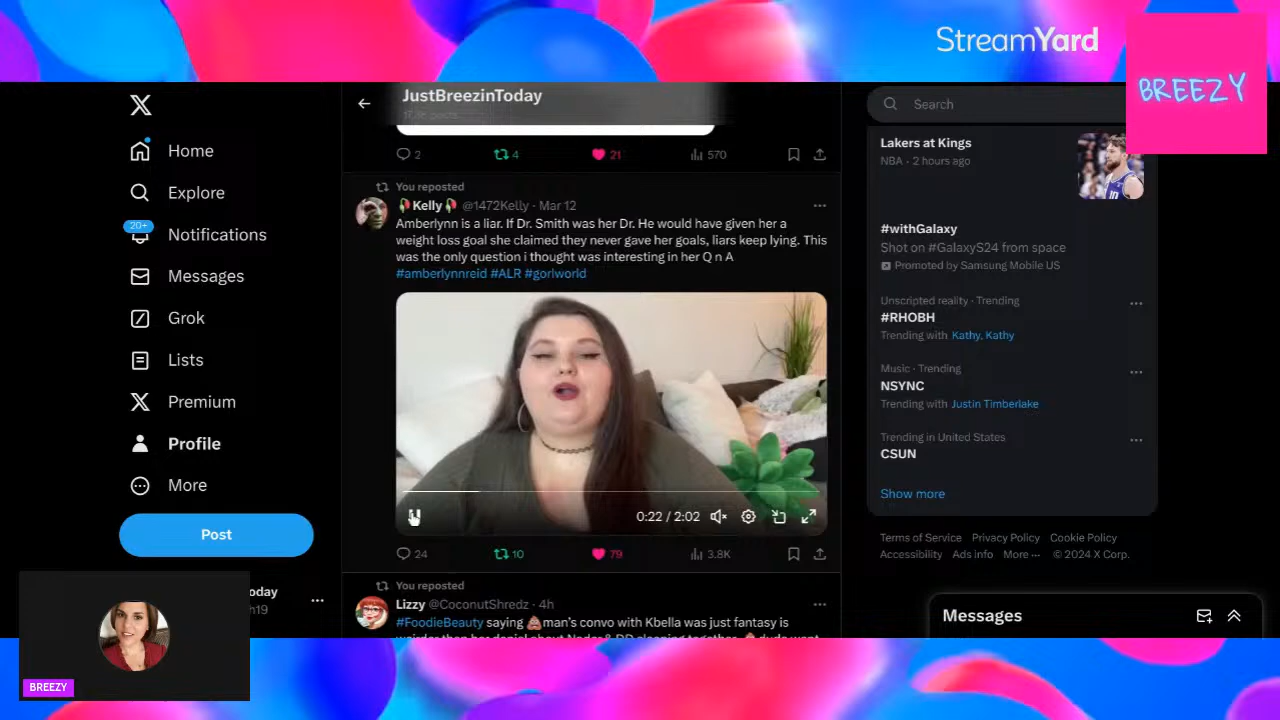 StreamYard
BREEZY
JustBreezinToday
Home
Explore
20+
Notifications
Messages
Grok
Lists
Premium
Profile
More
Post
oday
h19
2
4
21
570
You reposted
Kelly @1472Kelly · Mar 12
Amberlynn is a liar. If Dr. Smith was her Dr. He would have given her a
weight loss goal she claimed they never gave her goals, liars keep lying. This
was the only question i thought was interesting in her Q n A
#amberlynnreid #ALR #gorlworld
0:22 / 2:02
24
10
79
3.8K
You reposted
Lizzy @CoconutShredz · 4h
#FoodieBeauty saying 💩man's convo with Kbella was just fantasy is
Search
Lakers at Kings
NBA · 2 hours ago
#withGalaxy
Shot on #GalaxyS24 from space
Promoted by Samsung Mobile US
Unscripted reality · Trending
#RHOBH
Trending with Kathy, Kathy
Music · Trending
NSYNC
Trending with Justin Timberlake
Trending in United States
CSUN
Show more
Terms of Service Privacy Policy Cookie Policy
Accessibility Ads info More ··· © 2024 X Corp.
Messages
BREEZY